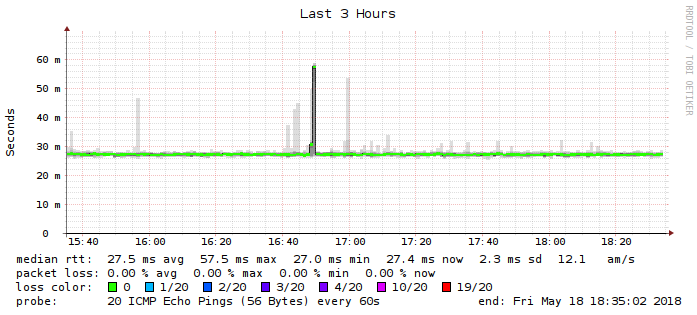 Last 3 Hours
RRDTOOL / TOBI OETIKER
Seconds
60 m
50 m
40 m
30 m
20 m
10 m
0
15:40 16:00 16:20 16:40 17:00 17:20 17:40 18:00 18:20
median rtt: 27.5 ms avg 57.5 ms max 27.0 ms min 27.4 ms now 2.3 ms sd 12.1 am/s
packet loss: 0.00 % avg 0.00 % max 0.00 % min 0.00 % now
loss color: 0 1/20 2/20 3/20 4/20 10/20 19/20
probe: 20 ICMP Echo Pings (56 Bytes) every 60s end: Fri May 18 18:35:02 2018